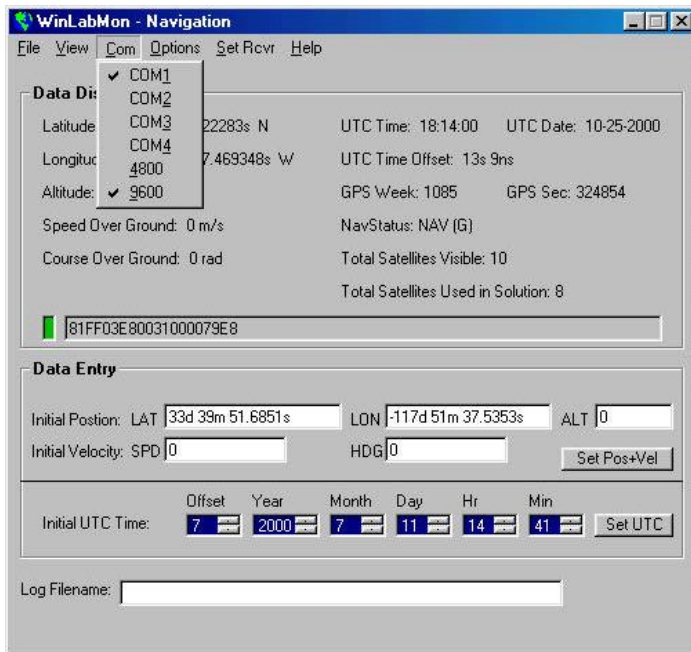 WinLabMon - Navigation
File View Com Options Set Rcvr Help
COM1
COM2
COM3
COM4
4800
9600
Data Dis
Latitude 22283s N UTC Time: 18:14:00 UTC Date: 10-25-2000
Longitud 7.469348s W UTC Time Offset: 13s 9ns
Altitude: GPS Week: 1085 GPS Sec: 324854
Speed Over Ground: 0 m/s NavStatus: NAV (G)
Course Over Ground: 0 rad Total Satellites Visible: 10
Total Satellites Used in Solution: 8
81FF03E80031000079E8
Data Entry
Initial Postion: LAT 33d 39m 51.6851s LON -117d 51m 37.5353s ALT 0
Initial Velocity: SPD 0 HDG 0 Set Pos+Vel
Offset Year Month Day Hr Min
Initial UTC Time: 7 2000 7 11 14 41 Set UTC
Log Filename: